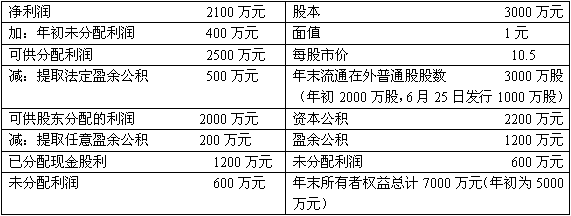 净利润 2100 万元 股本 3000 万元
加：年初未分配利润 400 万元 面值 1 元
可供分配利润 2500 万元 每股市价 10.5
减：提取法定盈余公积 500 万元 年末流通在外普通股股数 3000 万股
（年初 2000 万股，6 月 25 日发行 1000 万股）
可供股东分配的利润 2000 万元 资本公积 2200 万元
减：提取任意盈余公积 200 万元 盈余公积 1200 万元
已分配现金股利 1200 万元 未分配利润 600 万元
未分配利润 600 万元 年末所有者权益总计 7000 万元(年初为 5000
万元）